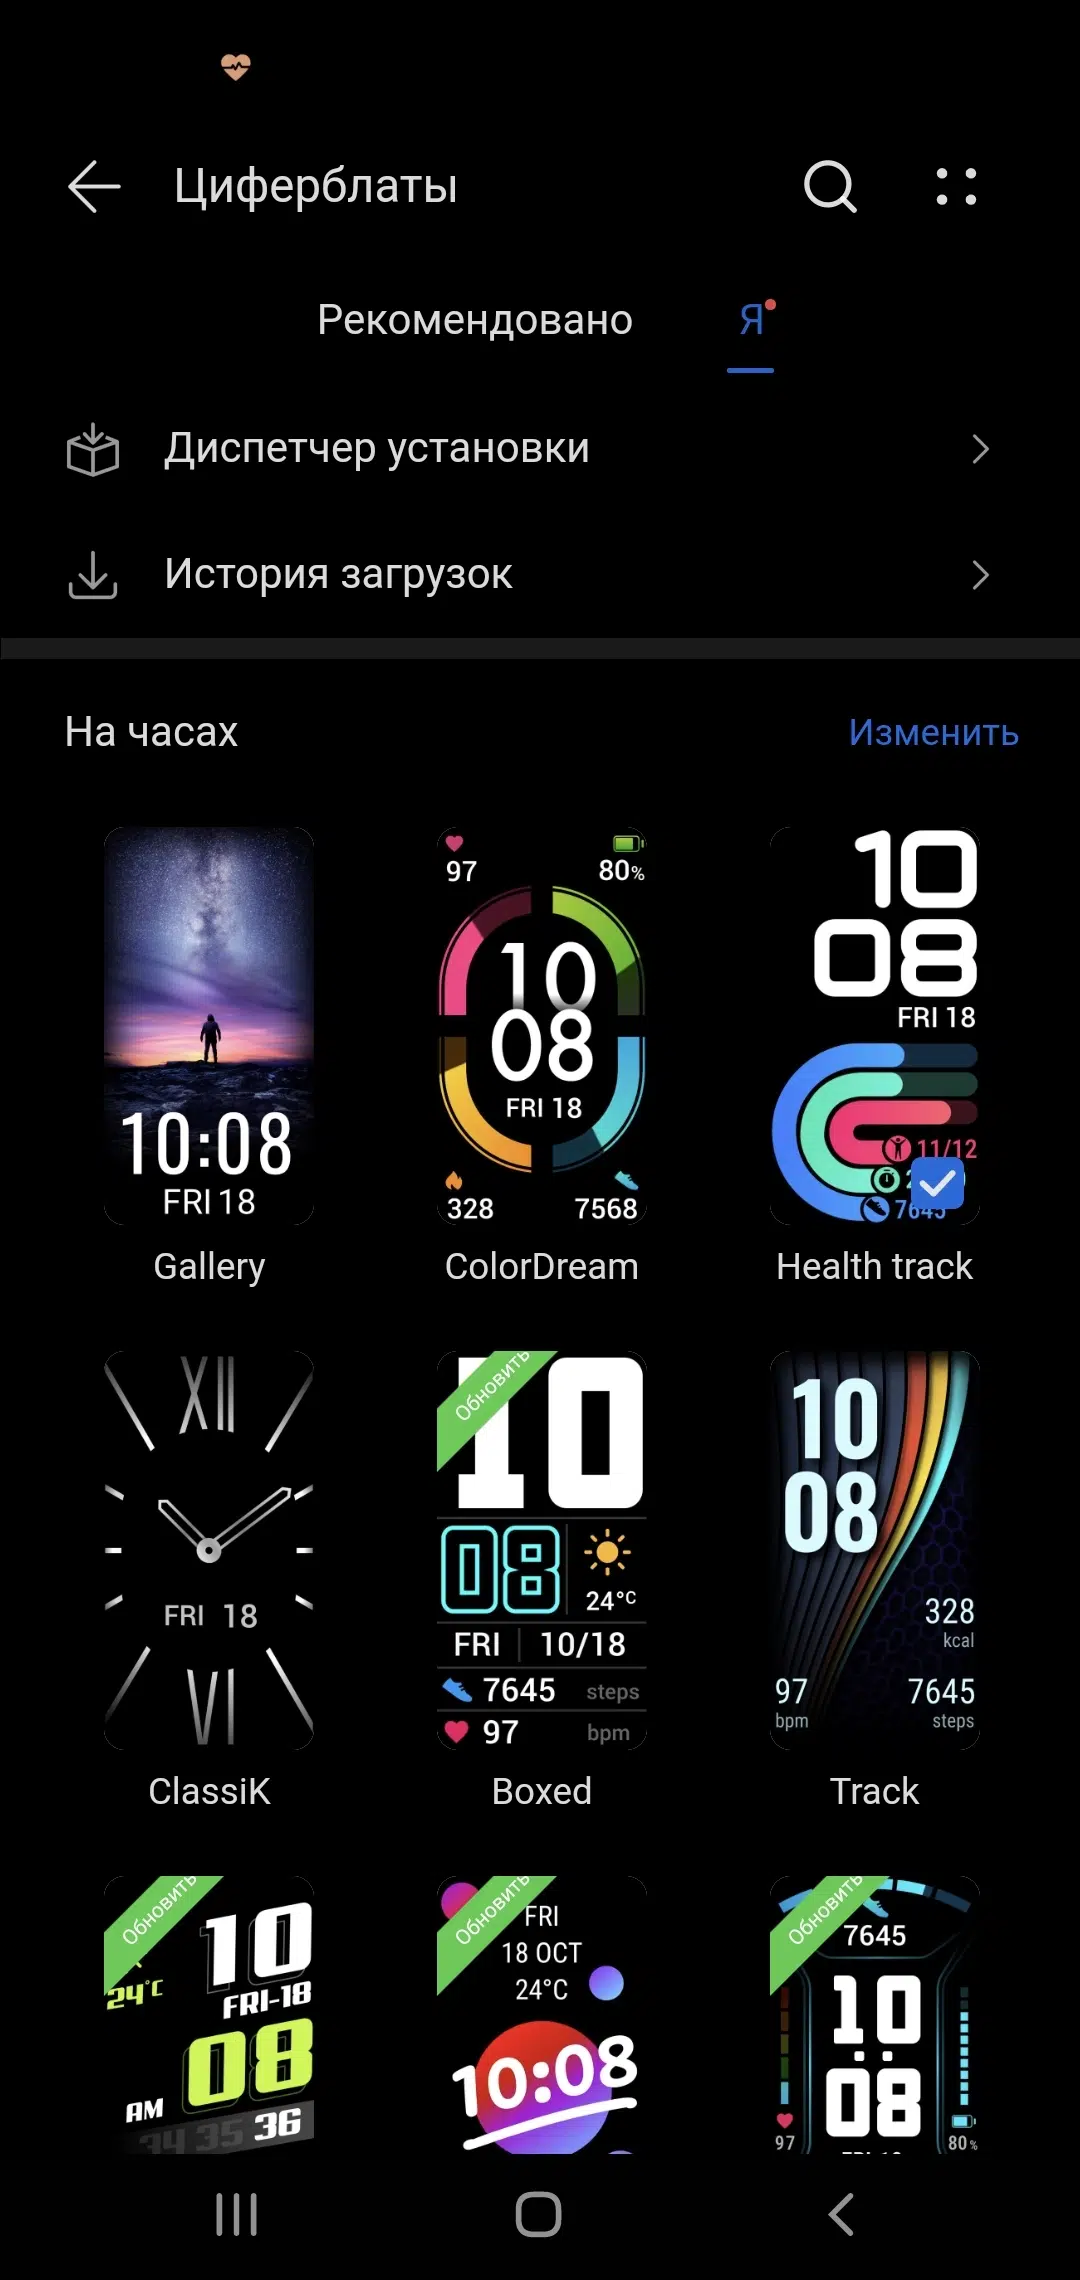 Циферблаты
Рекомендовано Я
Диспетчер установки
История загрузок
На часах Изменить
10:08
FRI 18
Gallery
97 80%
10
08
FRI 18
328 7568
ColorDream
10
08
FRI 18
11/12
7645
Health track
XII
FRI 18
VI
ClassiK
Обновить
10
08
24°C
FRI 10/18
7645 steps
97 bpm
Boxed
10
08
328
kcal
97 7645
bpm steps
Track
Обновить
10
24°C
FRI-18
08
AM
34 35 36
Обновить
FRI
18 OCT
24°C
10:08
Обновить
7645
10
08
97 80%